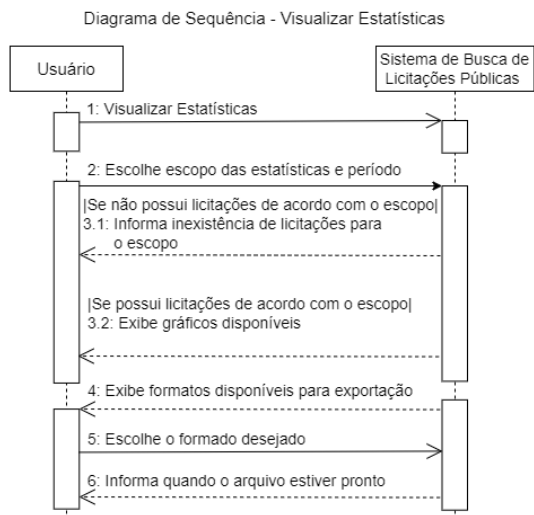 Diagrama de Sequência - Visualizar Estatísticas
Usuário
Sistema de Busca de
Licitações Públicas
1: Visualizar Estatísticas
2: Escolhe escopo das estatísticas e período
|Se não possui licitações de acordo com o escopo|
3.1: Informa inexistência de licitações para
o escopo
|Se possui licitações de acordo com o escopo|
3.2: Exibe gráficos disponíveis
4: Exibe formatos disponíveis para exportação
5: Escolhe o formado desejado
6: Informa quando o arquivo estiver pronto